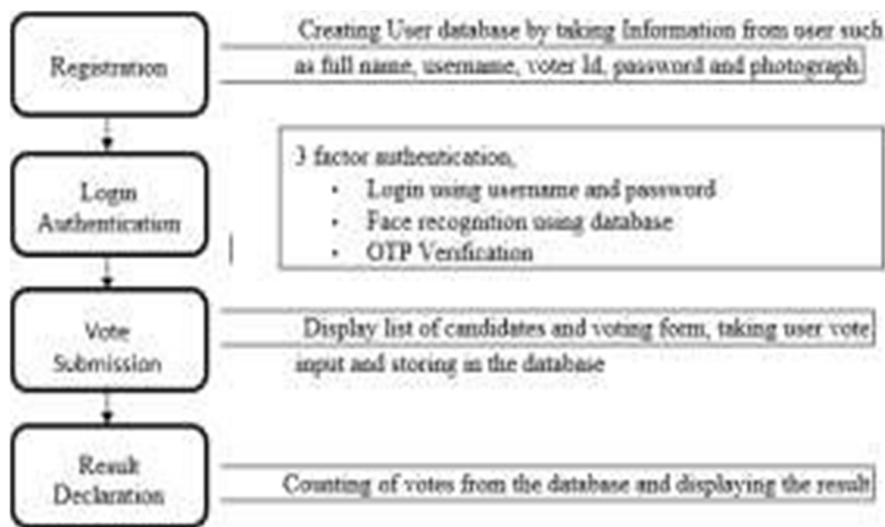 Registration
Creating User database by taking Information from user such
as full name, username, voter Id, password and photograph
Login
Authentication
3 factor authentication,
• Login using username and password
• Face recognition using database
• OTP Verification
Vote
Submission
Display list of candidates and voting form, taking user vote
input and storing in the database
Result
Declaration
Counting of votes from the database and displaying the result